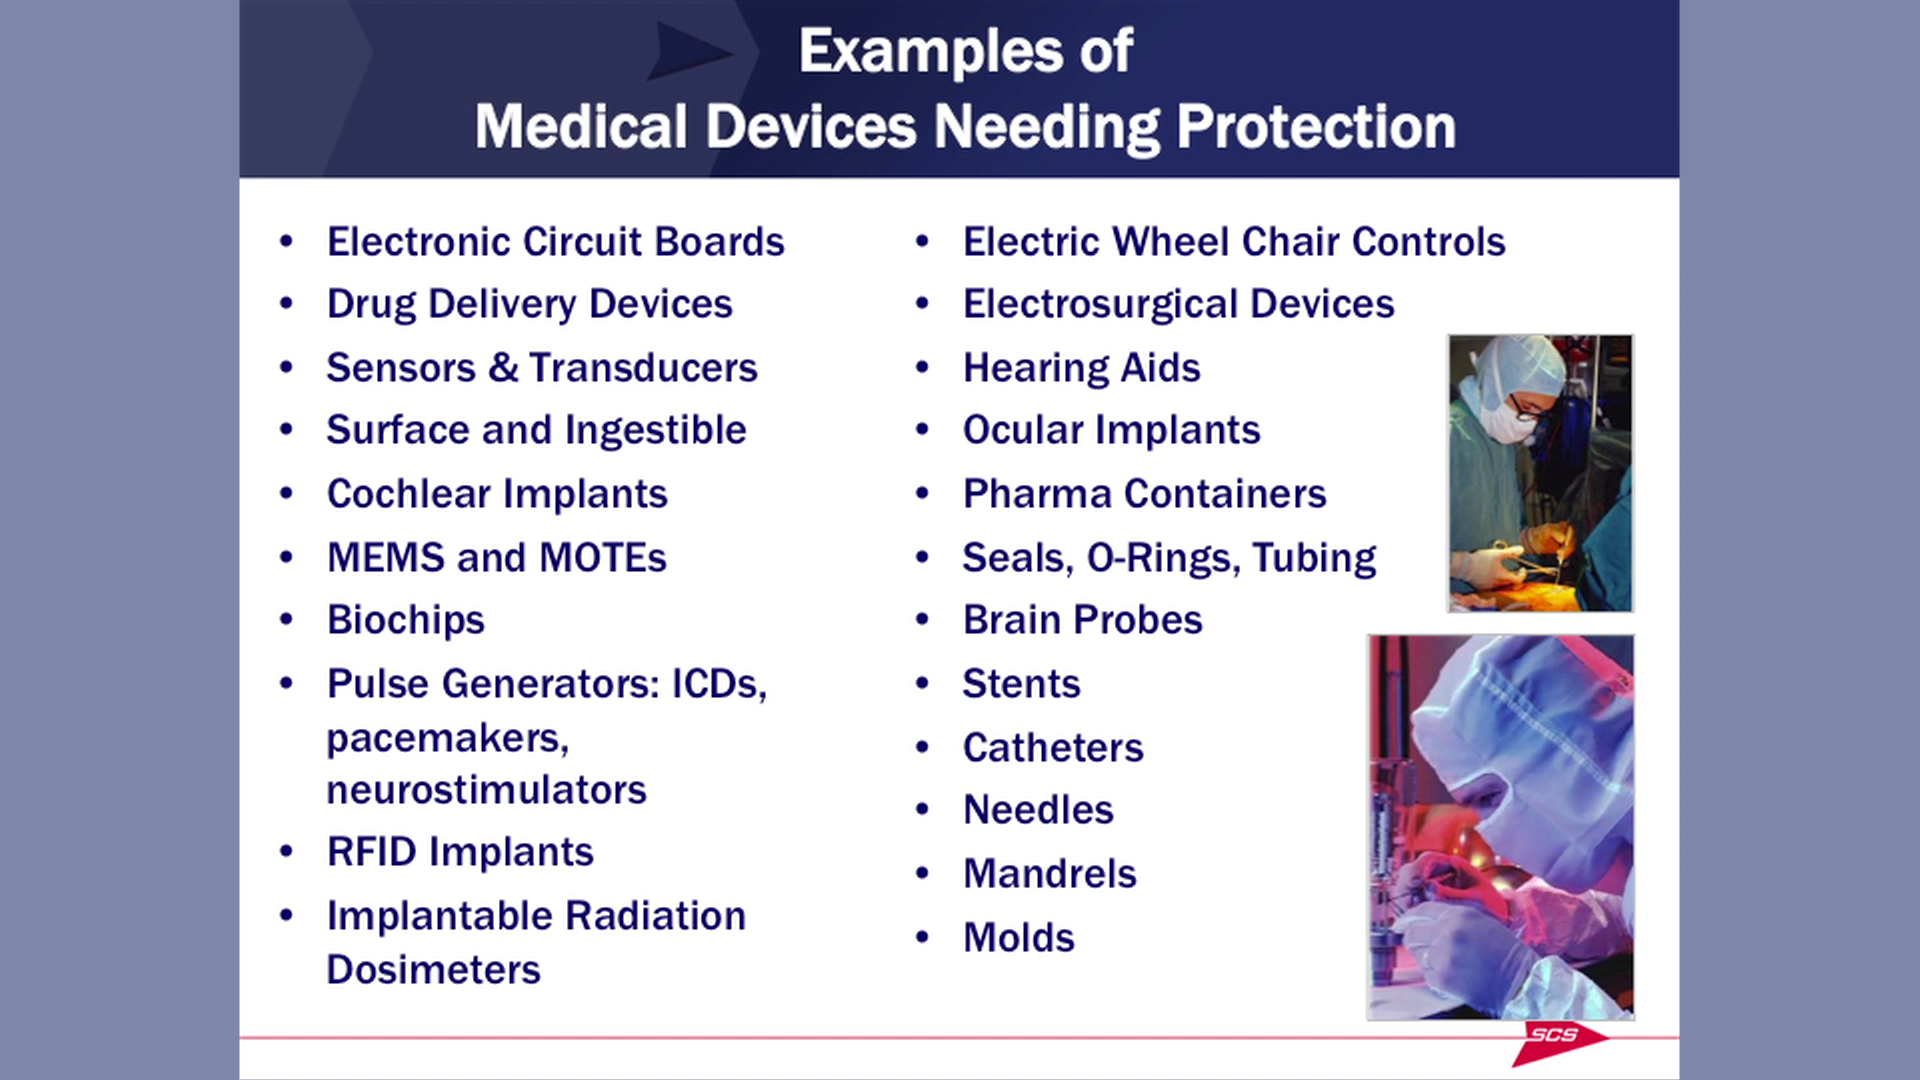 Examples of
Medical Devices Needing Protection
• Electronic Circuit Boards
• Drug Delivery Devices
• Sensors & Transducers
• Surface and Ingestible
• Cochlear Implants
• MEMS and MOTEs
• Biochips
• Pulse Generators: ICDs,
pacemakers,
neurostimulators
• RFID Implants
• Implantable Radiation
Dosimeters
• Electric Wheel Chair Controls
• Electrosurgical Devices
• Hearing Aids
• Ocular Implants
• Pharma Containers
• Seals, O-Rings, Tubing
• Brain Probes
• Stents
• Catheters
• Needles
• Mandrels
• Molds
SCS